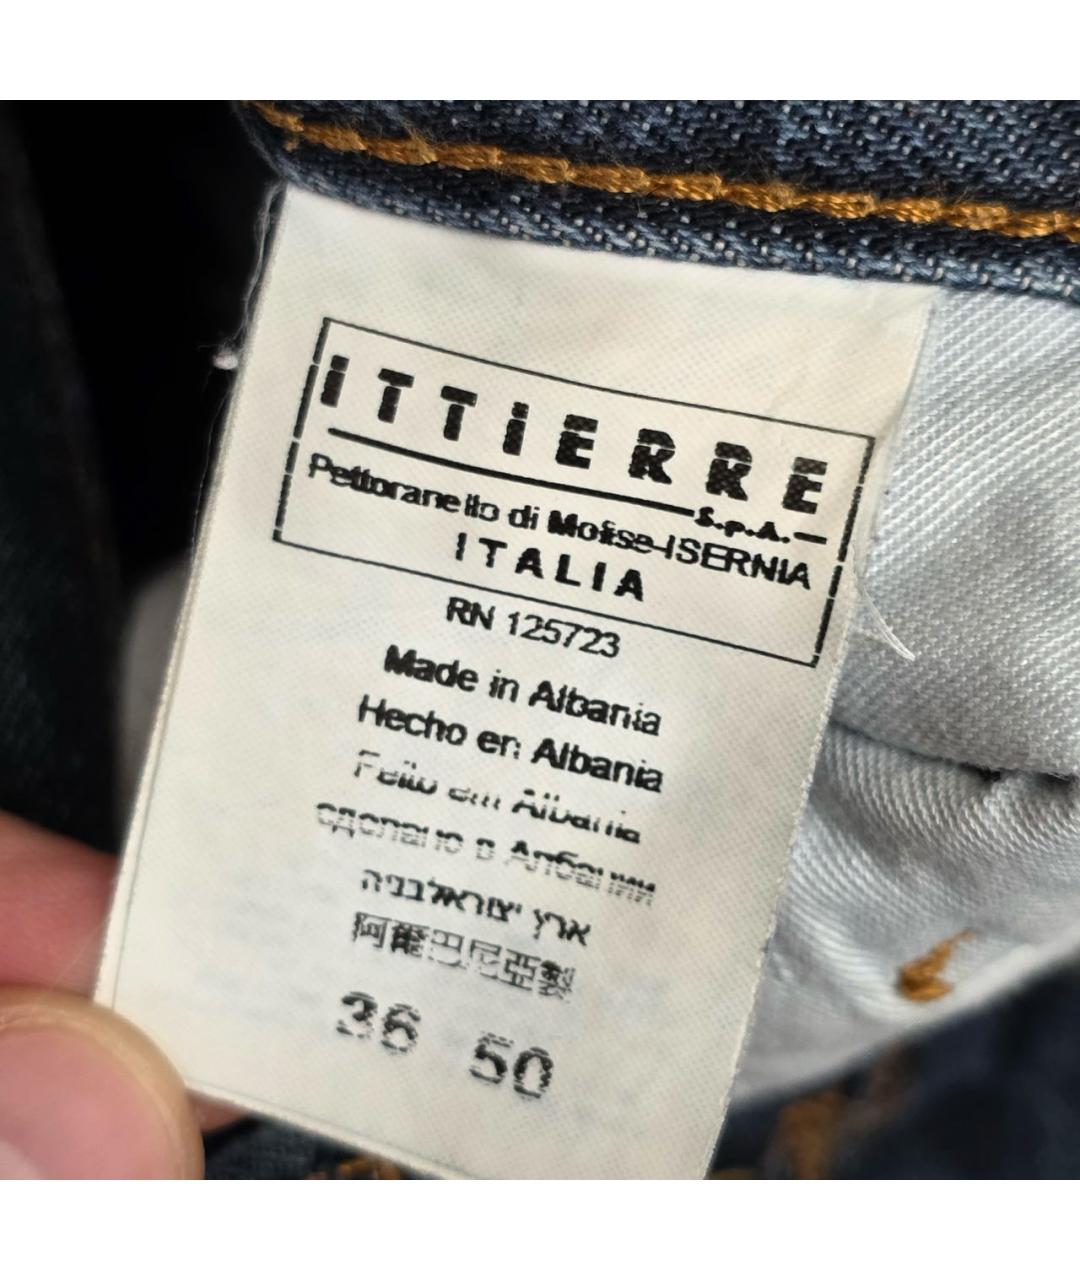 ITTIERRE
S.p.A.
Pettoranello di Molise-ISERNIA
ITALIA
RN 125723
Made in Albania
Hecho en Albania
Feito em Albania
сделано в Албании
ארץ יצור אלבניה
阿爾巴尼亞製
36 50